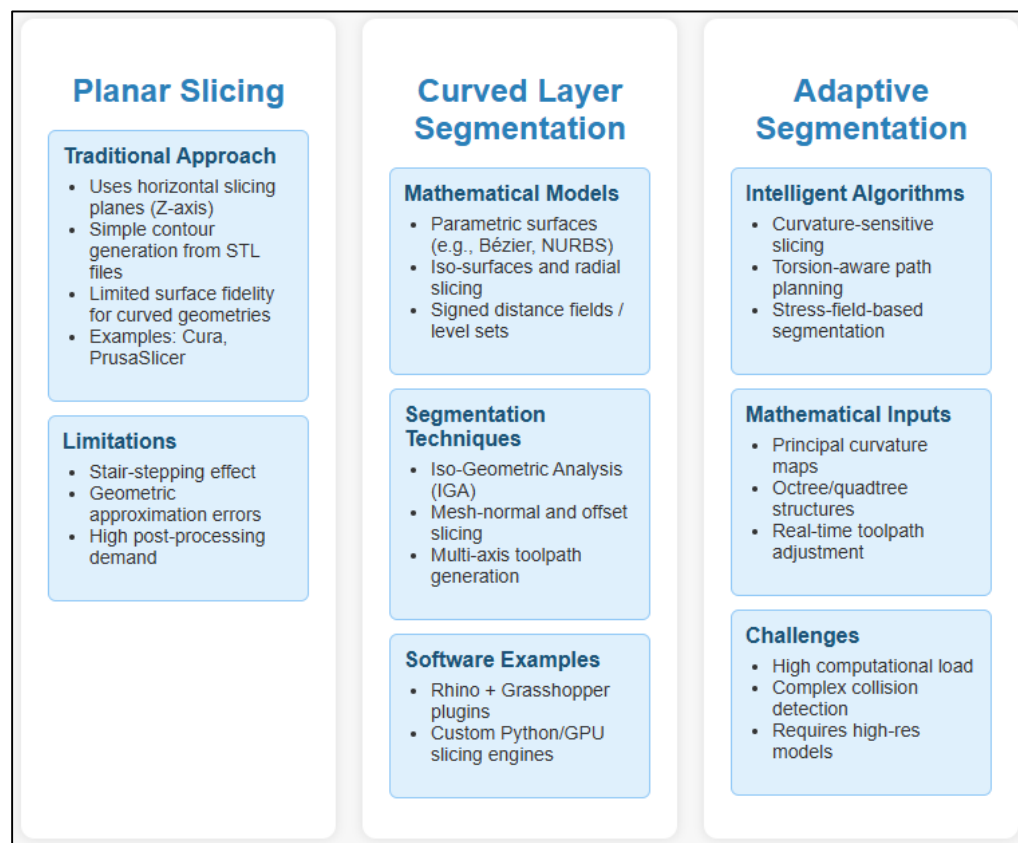 Planar Slicing
Traditional Approach
• Uses horizontal slicing
planes (Z-axis)
• Simple contour
generation from STL
files
• Limited surface fidelity
for curved geometries
• Examples: Cura,
PrusaSlicer
Limitations
• Stair-stepping effect
• Geometric
approximation errors
• High post-processing
demand
Curved Layer
Segmentation
Mathematical Models
• Parametric surfaces
(e.g., Bézier, NURBS)
• Iso-surfaces and radial
slicing
• Signed distance fields /
level sets
Segmentation
Techniques
• Iso-Geometric Analysis
(IGA)
• Mesh-normal and offset
slicing
• Multi-axis toolpath
generation
Software Examples
• Rhino + Grasshopper
plugins
• Custom Python/GPU
slicing engines
Adaptive
Segmentation
Intelligent Algorithms
• Curvature-sensitive
slicing
• Torsion-aware path
planning
• Stress-field-based
segmentation
Mathematical Inputs
• Principal curvature
maps
• Octree/quadtree
structures
• Real-time toolpath
adjustment
Challenges
• High computational load
• Complex collision
detection
• Requires high-res
models